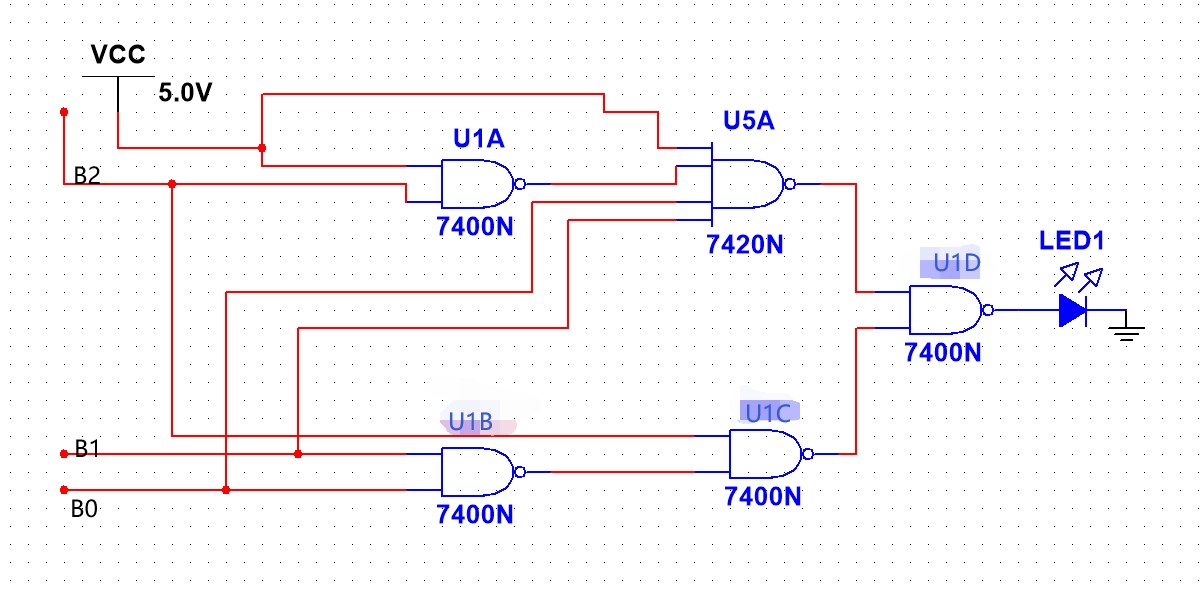 VCC
5.0V
U1A
U5A
B2
7400N
7420N
U1D
LED1
7400N
U1B
U1C
B1
7400N
7400N
B0